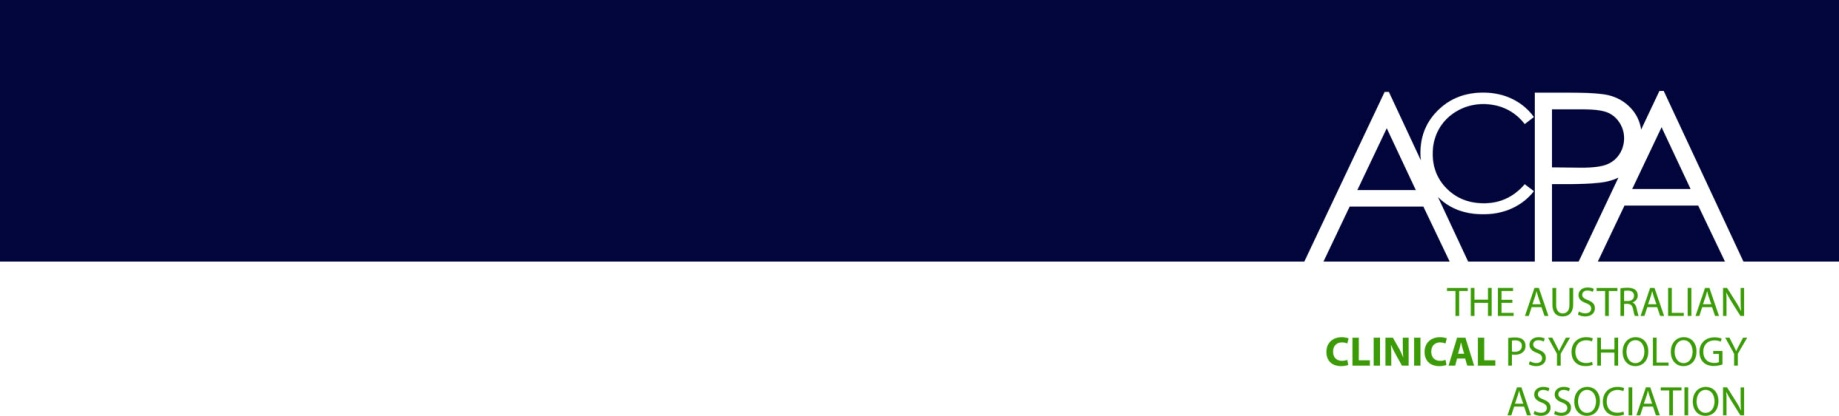 ACPA
THE AUSTRALIAN
CLINICAL PSYCHOLOGY
ASSOCIATION